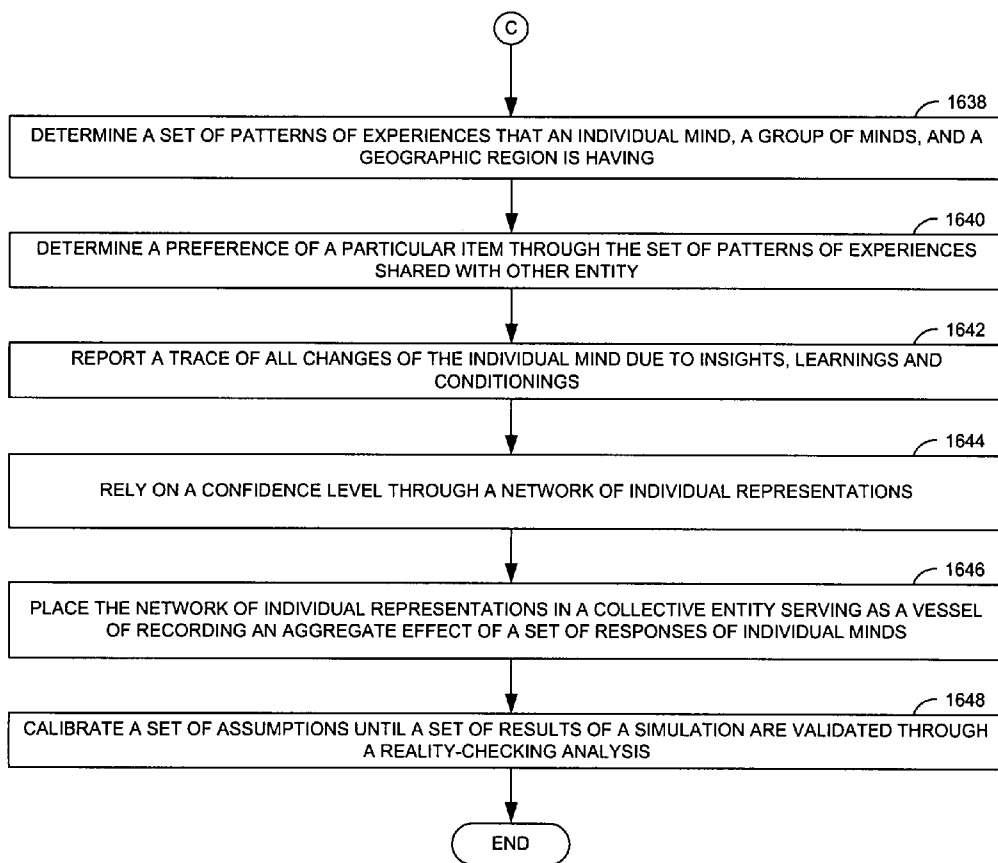 C
1638
DETERMINE A SET OF PATTERNS OF EXPERIENCES THAT AN INDIVIDUAL MIND, A GROUP OF MINDS, AND A
GEOGRAPHIC REGION IS HAVING
1640
DETERMINE A PREFERENCE OF A PARTICULAR ITEM THROUGH THE SET OF PATTERNS OF EXPERIENCES
SHARED WITH OTHER ENTITY
1642
REPORT A TRACE OF ALL CHANGES OF THE INDIVIDUAL MIND DUE TO INSIGHTS, LEARNINGS AND
CONDITIONINGS
1644
RELY ON A CONFIDENCE LEVEL THROUGH A NETWORK OF INDIVIDUAL REPRESENTATIONS
1646
PLACE THE NETWORK OF INDIVIDUAL REPRESENTATIONS IN A COLLECTIVE ENTITY SERVING AS A VESSEL
OF RECORDING AN AGGREGATE EFFECT OF A SET OF RESPONSES OF INDIVIDUAL MINDS
1648
CALIBRATE A SET OF ASSUMPTIONS UNTIL A SET OF RESULTS OF A SIMULATION ARE VALIDATED THROUGH
A REALITY-CHECKING ANALYSIS
END